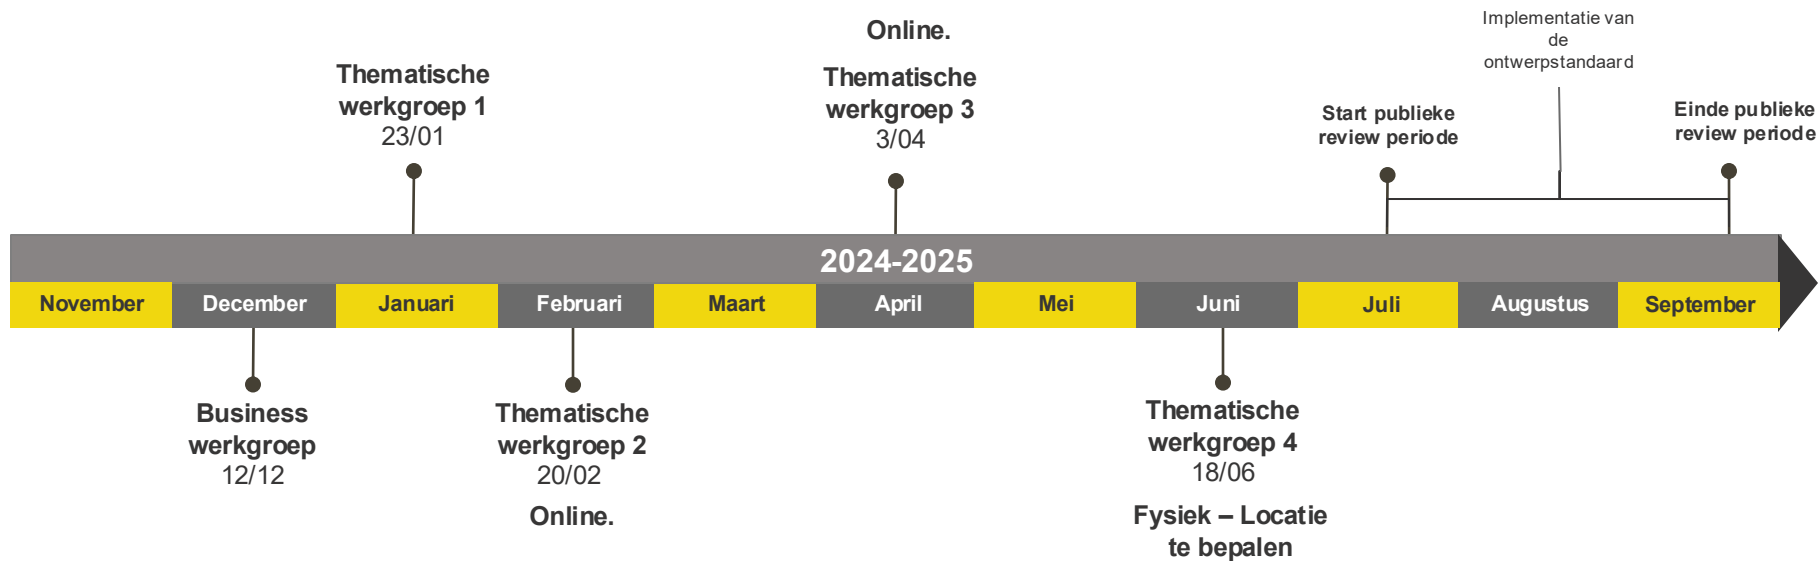 Online.
Thematische
werkgroep 1
23/01
Thematische
werkgroep 3
3/04
Implementatie van
de
ontwerpstandaard
Start publieke
review periode
Einde publieke
review periode
2024-2025
November
December
Januari
Februari
Maart
April
Mei
Juni
Juli
Augustus
September
Business
werkgroep
12/12
Thematische
werkgroep 2
20/02
Online.
Thematische
werkgroep 4
18/06
Fysiek – Locatie
te bepalen